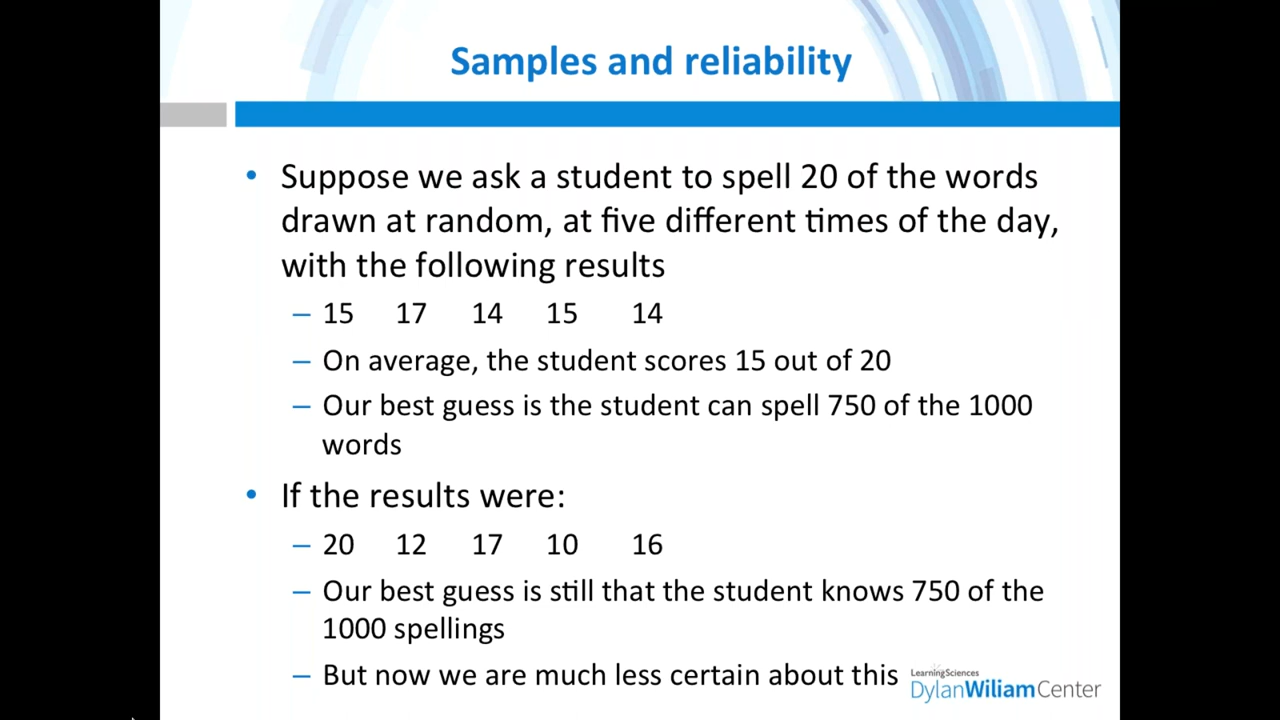 Samples and reliability
• Suppose we ask a student to spell 20 of the words
drawn at random, at five different times of the day,
with the following results
– 15 17 14 15 14
– On average, the student scores 15 out of 20
– Our best guess is the student can spell 750 of the 1000
words
• If the results were:
– 20 12 17 10 16
– Our best guess is still that the student knows 750 of the
1000 spellings
– But now we are much less certain about this
LearningSciences
DylanWiliamCenter